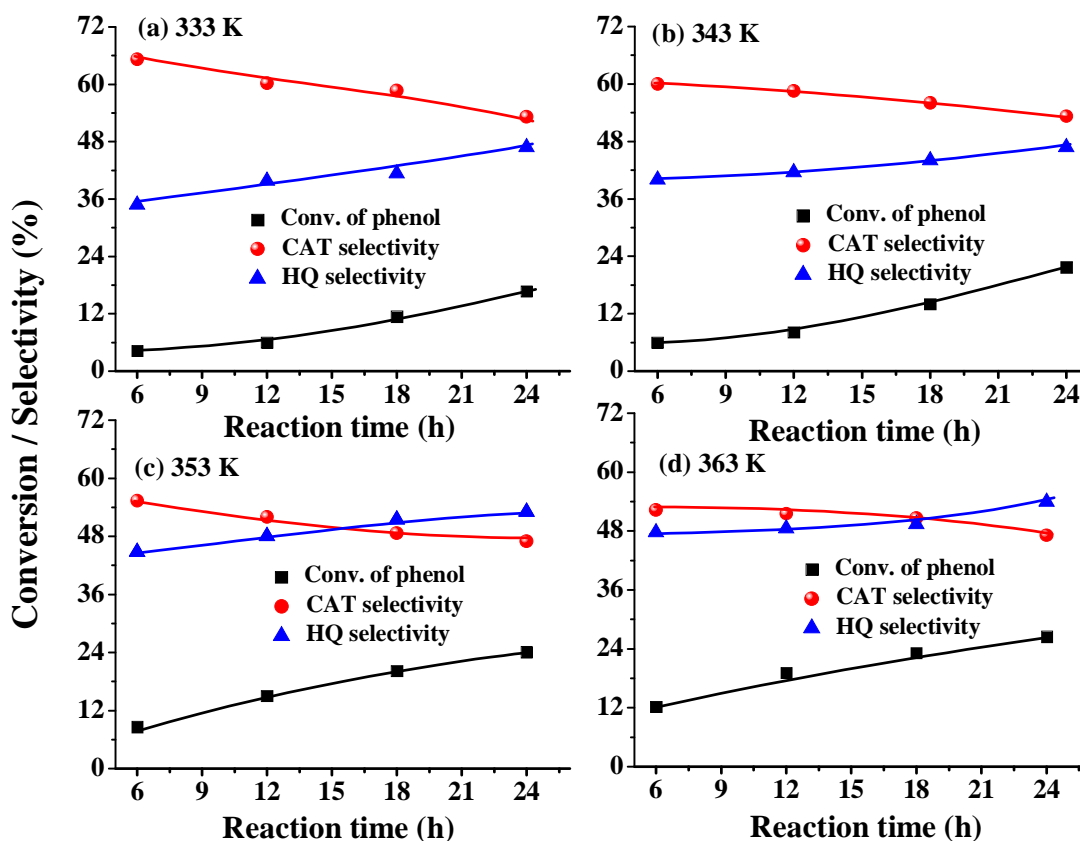 Conversion / Selectivity (%)
(a) 333 K
72
60
48
36
24
12
0
Conv. of phenol
CAT selectivity
HQ selectivity
6 9 12 15 18 21 24
Reaction time (h)
(b) 343 K
72
60
48
36
24
12
0
Conv. of phenol
CAT selectivity
HQ selectivity
6 9 12 15 18 21 24
Reaction time (h)
(c) 353 K
72
60
48
36
24
12
0
Conv. of phenol
CAT selectivity
HQ selectivity
6 9 12 15 18 21 24
Reaction time (h)
(d) 363 K
72
60
48
36
24
12
0
Conv. of phenol
CAT selectivity
HQ selectivity
6 9 12 15 18 21 24
Reaction time (h)